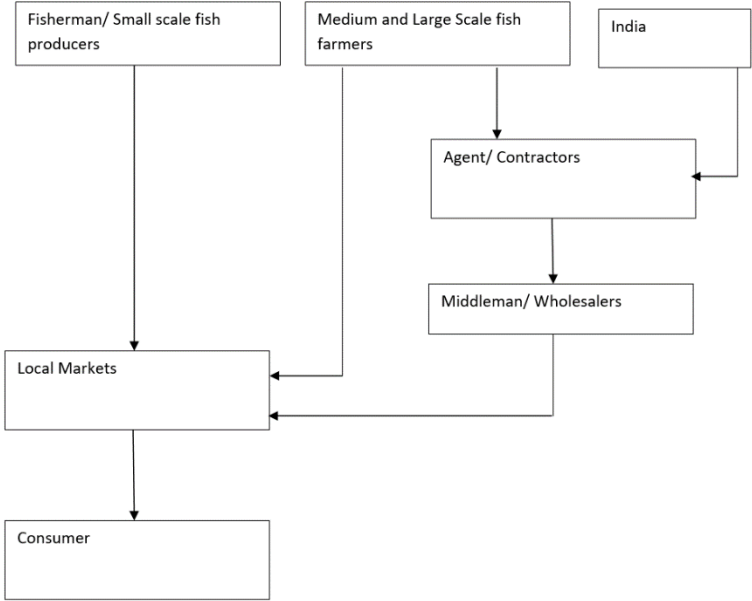 Fisherman/ Small scale fish
producers
Medium and Large Scale fish
farmers
India
Agent/ Contractors
Middleman/ Wholesalers
Local Markets
Consumer